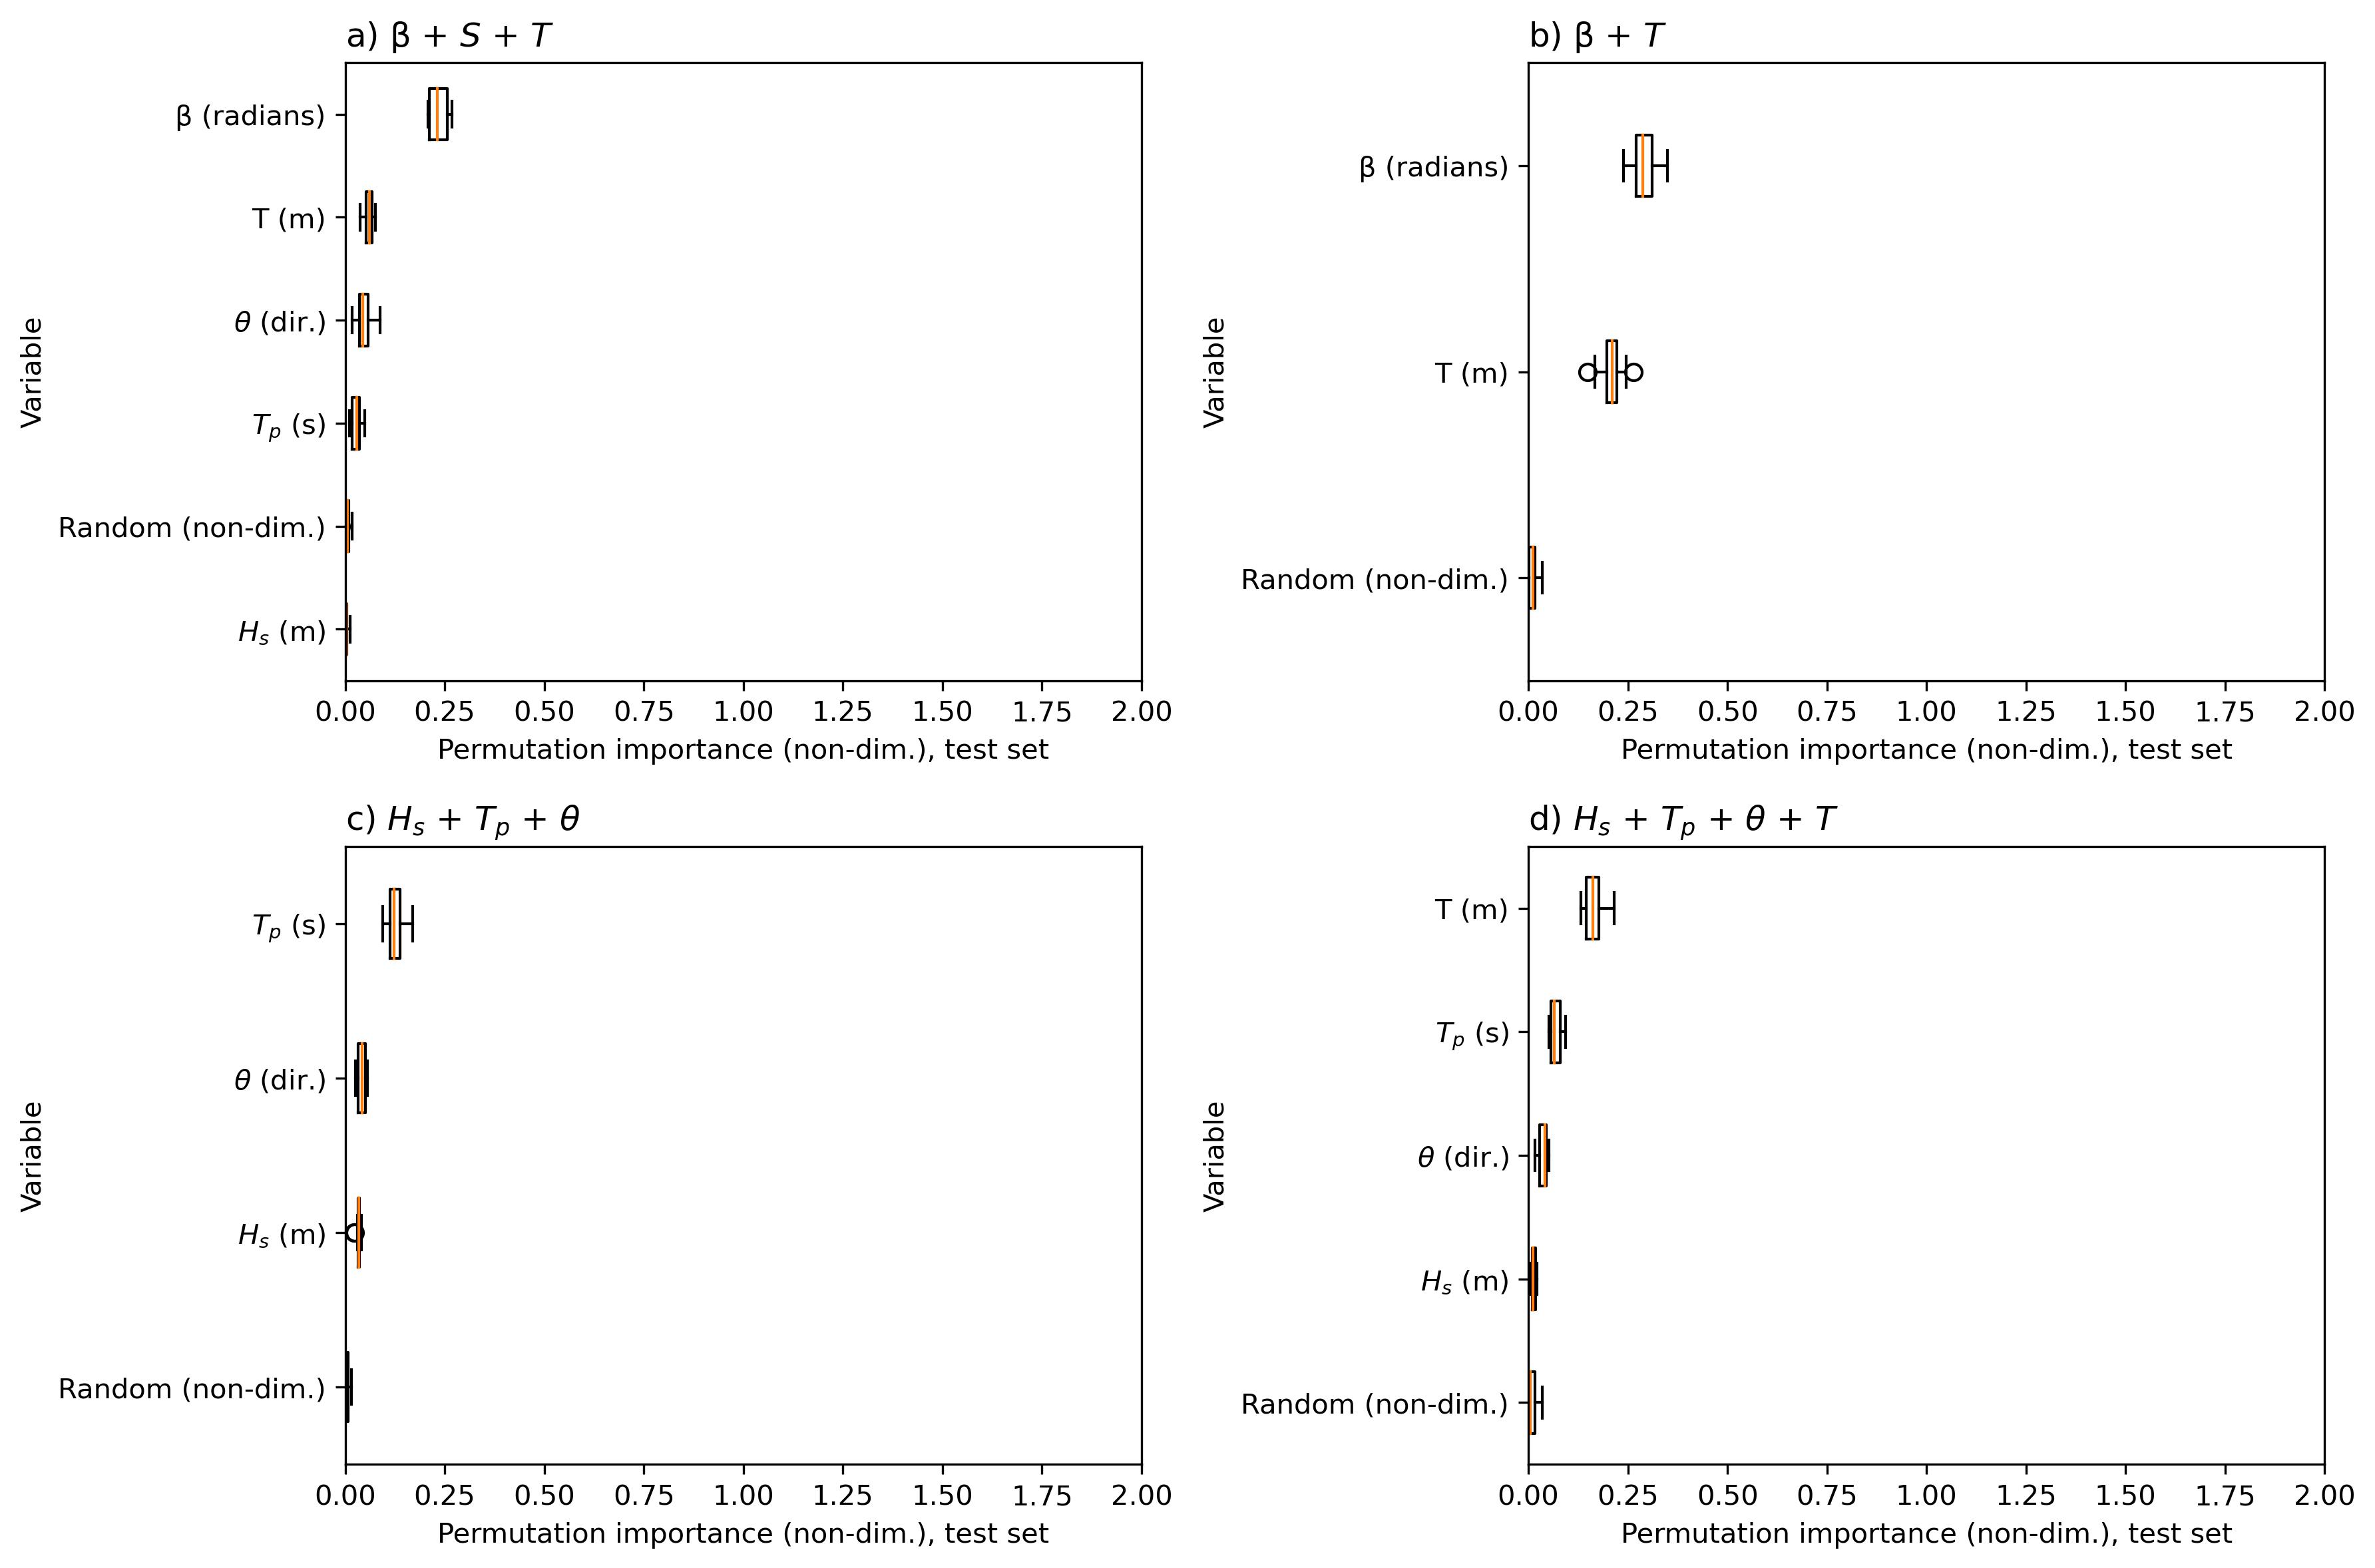 a) β + S + T
β (radians)
T (m)
θ (dir.)
Tp (s)
Random (non-dim.)
Hs (m)
Variable
0.00 0.25 0.50 0.75 1.00 1.25 1.50 1.75 2.00
Permutation importance (non-dim.), test set
b) β + T
β (radians)
T (m)
Random (non-dim.)
Variable
0.00 0.25 0.50 0.75 1.00 1.25 1.50 1.75 2.00
Permutation importance (non-dim.), test set
c) Hs + Tp + θ
Tp (s)
θ (dir.)
Hs (m)
Random (non-dim.)
Variable
0.00 0.25 0.50 0.75 1.00 1.25 1.50 1.75 2.00
Permutation importance (non-dim.), test set
d) Hs + Tp + θ + T
T (m)
Tp (s)
θ (dir.)
Hs (m)
Random (non-dim.)
Variable
0.00 0.25 0.50 0.75 1.00 1.25 1.50 1.75 2.00
Permutation importance (non-dim.), test set